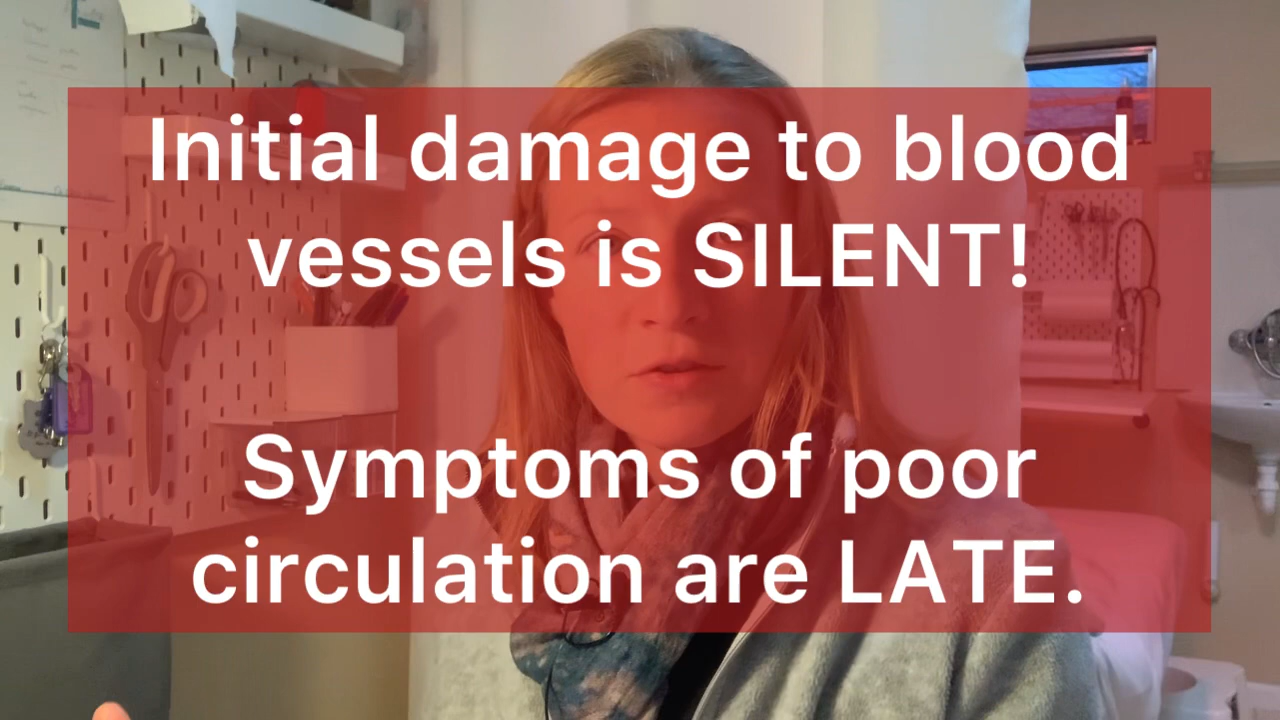 Initial damage to blood
vessels is SILENT!
Symptoms of poor
circulation are LATE.